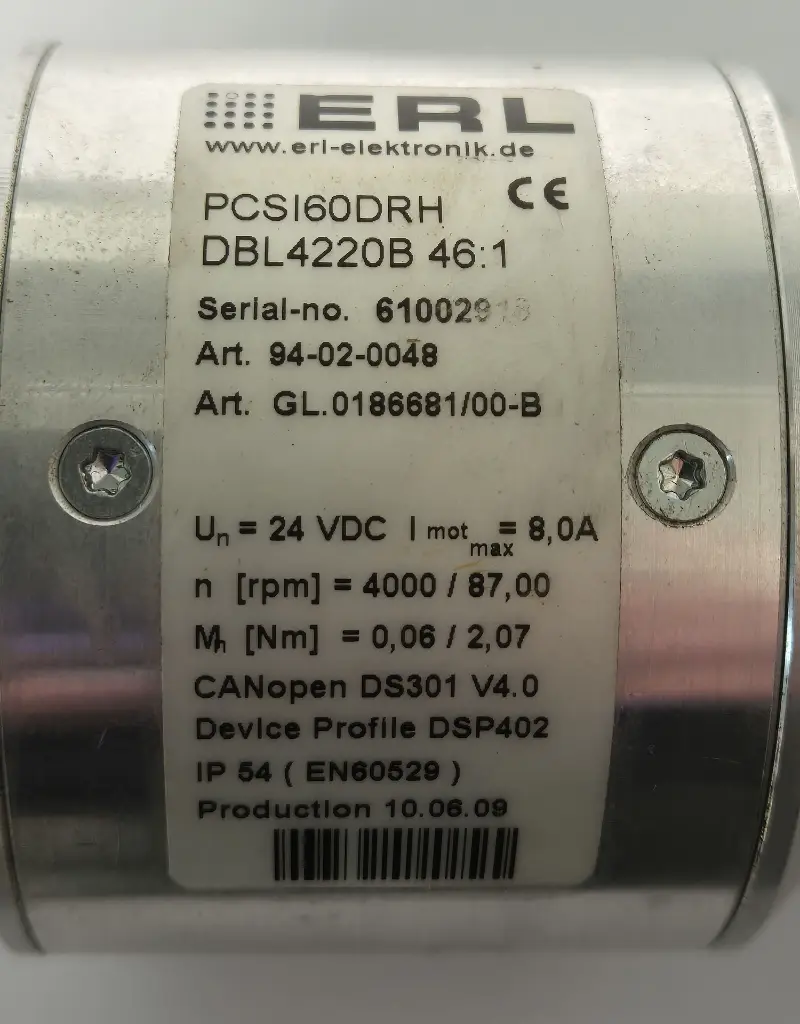 ERL
www.erl-elektronik.de
CE
PCSI60DRH
DBL4220B 46:1
Serial-no.
Art. 94-02-0048
Art. GL.0186681/00-B
Un = 24 VDC I mot max = 8,0A
n [rpm] = 4000 / 87,00
Mn [Nm] = 0,06 / 2,07
CANopen DS301 V4.0
Device Profile DSP402
IP 54 ( EN60529 )
Production 10.06.09